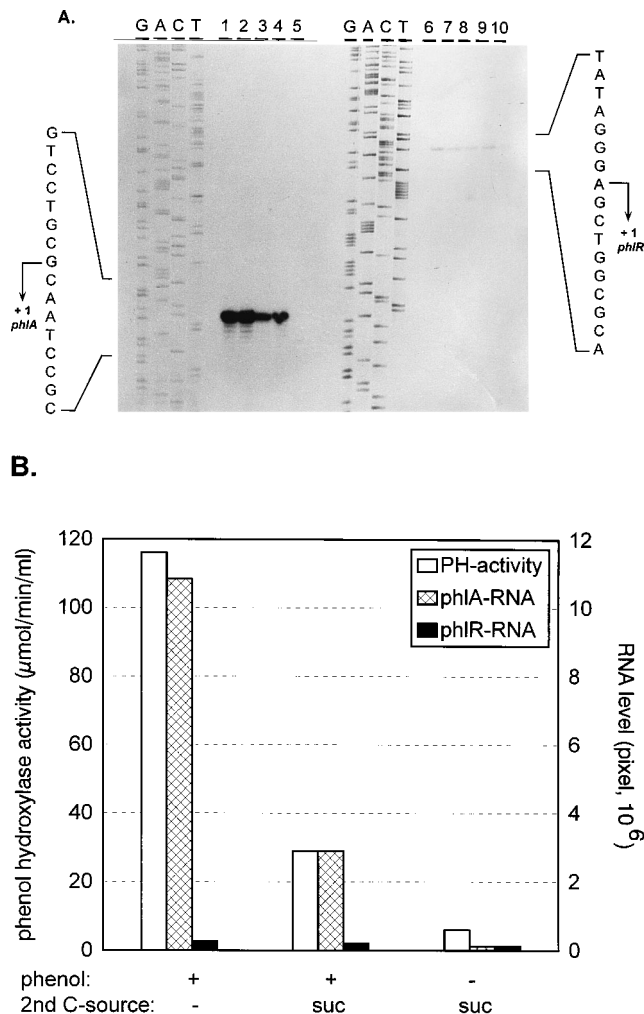 A.
G A C T 1 2 3 4 5 G A C T 6 7 8 9 10
G
T
C
C
T
G
C
G
C
A
A
T
C
C
G
C
+ 1
phlA
T
A
T
A
G
G
G
A
G
C
T
G
G
C
G
C
A
+ 1
phlR
B.
phenol hydroxylase activity (µmol/min/ml)
120
100
80
60
40
20
0
PH-activity
phlA-RNA
phlR-RNA
12
10
8
6
4
2
0
RNA level (pixel, 10^6)
phenol: + + -
2nd C-source: - suc suc